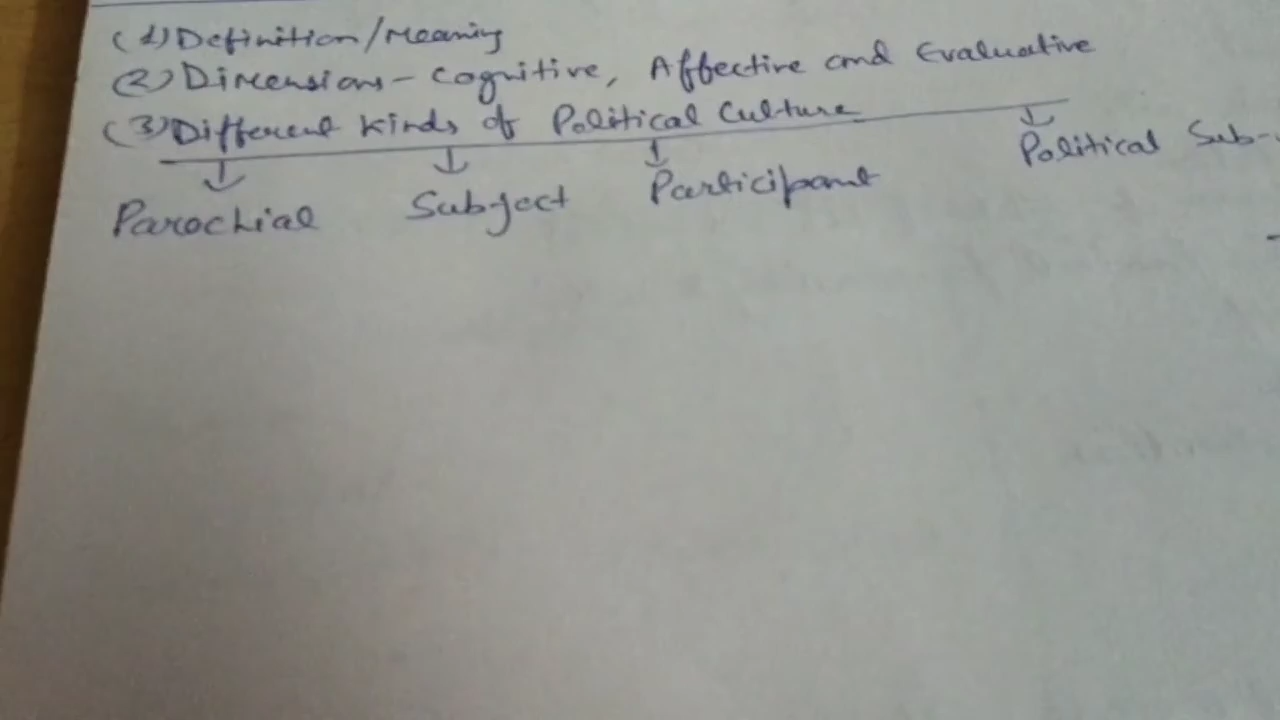 (1) Definition/Meaning
(2) Dimensions - Cognitive, Affective and Evaluative
(3) Different Kinds of Political Culture
Parochial Subject Participant Political Sub-